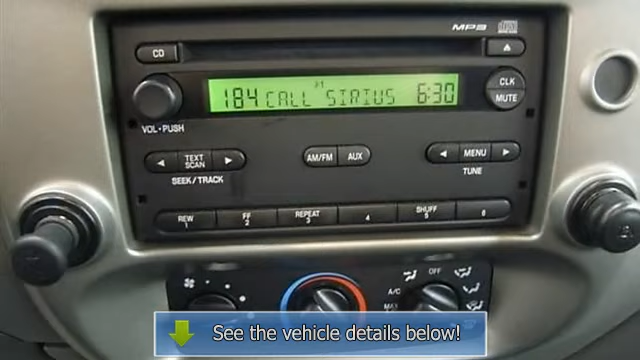 MP3
CD
184 CALL SIRIUS 6:30
CLK
MUTE
VOL•PUSH
TEXT
SCAN
SEEK/TRACK
AM/FM AUX
MENU
TUNE
REW
1
FF
2
REPEAT
3
4
SHUFF
5
6
OFF
A/C
MAX
See the vehicle details below!